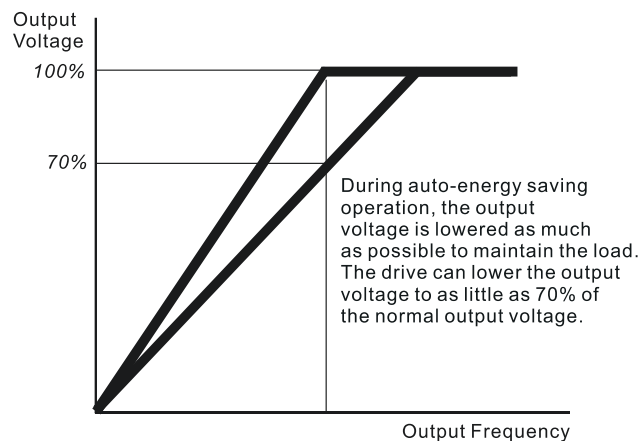 Output
Voltage
100%
70%
During auto-energy saving
operation, the output
voltage is lowered as much
as possible to maintain the load.
The drive can lower the output
voltage to as little as 70% of
the normal output voltage.
Output Frequency